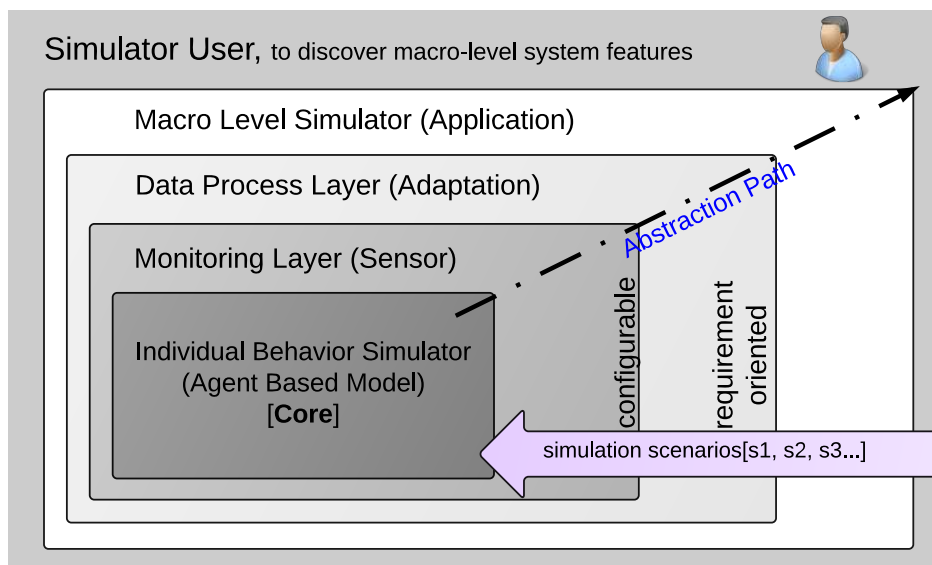 Simulator User, to discover macro-level system features
Macro Level Simulator (Application)
Data Process Layer (Adaptation)
Abstraction Path
Monitoring Layer (Sensor)
configurable
requirement
oriented
Individual Behavior Simulator
(Agent Based Model)
[Core]
simulation scenarios[s1, s2, s3...]